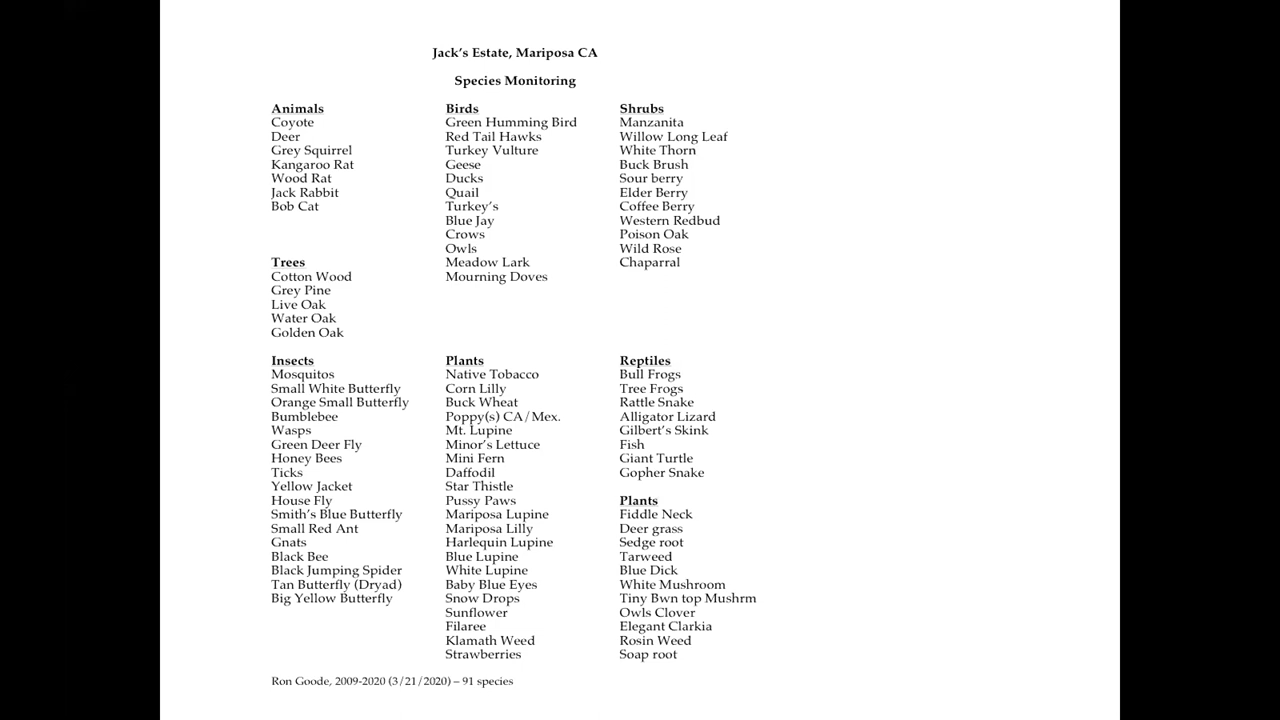 Jack's Estate, Mariposa CA
Species Monitoring
Animals
Coyote
Deer
Grey Squirrel
Kangaroo Rat
Wood Rat
Jack Rabbit
Bob Cat
Trees
Cotton Wood
Grey Pine
Live Oak
Water Oak
Golden Oak
Birds
Green Humming Bird
Red Tail Hawks
Turkey Vulture
Geese
Ducks
Quail
Turkey's
Blue Jay
Crows
Owls
Meadow Lark
Mourning Doves
Shrubs
Manzanita
Willow Long Leaf
White Thorn
Buck Brush
Sour berry
Elder Berry
Coffee Berry
Western Redbud
Poison Oak
Wild Rose
Chaparral
Insects
Mosquitos
Small White Butterfly
Orange Small Butterfly
Bumblebee
Wasps
Green Deer Fly
Honey Bees
Ticks
Yellow Jacket
House Fly
Smith's Blue Butterfly
Small Red Ant
Gnats
Black Bee
Black Jumping Spider
Tan Butterfly (Dryad)
Big Yellow Butterfly
Plants
Native Tobacco
Corn Lilly
Buck Wheat
Poppy(s) CA/Mex.
Mt. Lupine
Minor's Lettuce
Mini Fern
Daffodil
Star Thistle
Pussy Paws
Mariposa Lupine
Mariposa Lilly
Harlequin Lupine
Blue Lupine
White Lupine
Baby Blue Eyes
Snow Drops
Sunflower
Filaree
Klamath Weed
Strawberries
Reptiles
Bull Frogs
Tree Frogs
Rattle Snake
Alligator Lizard
Gilbert's Skink
Fish
Giant Turtle
Gopher Snake
Plants
Fiddle Neck
Deer grass
Sedge root
Tarweed
Blue Dick
White Mushroom
Tiny Bwn top Mushrm
Owls Clover
Elegant Clarkia
Rosin Weed
Soap root
Ron Goode, 2009-2020 (3/21/2020) – 91 species